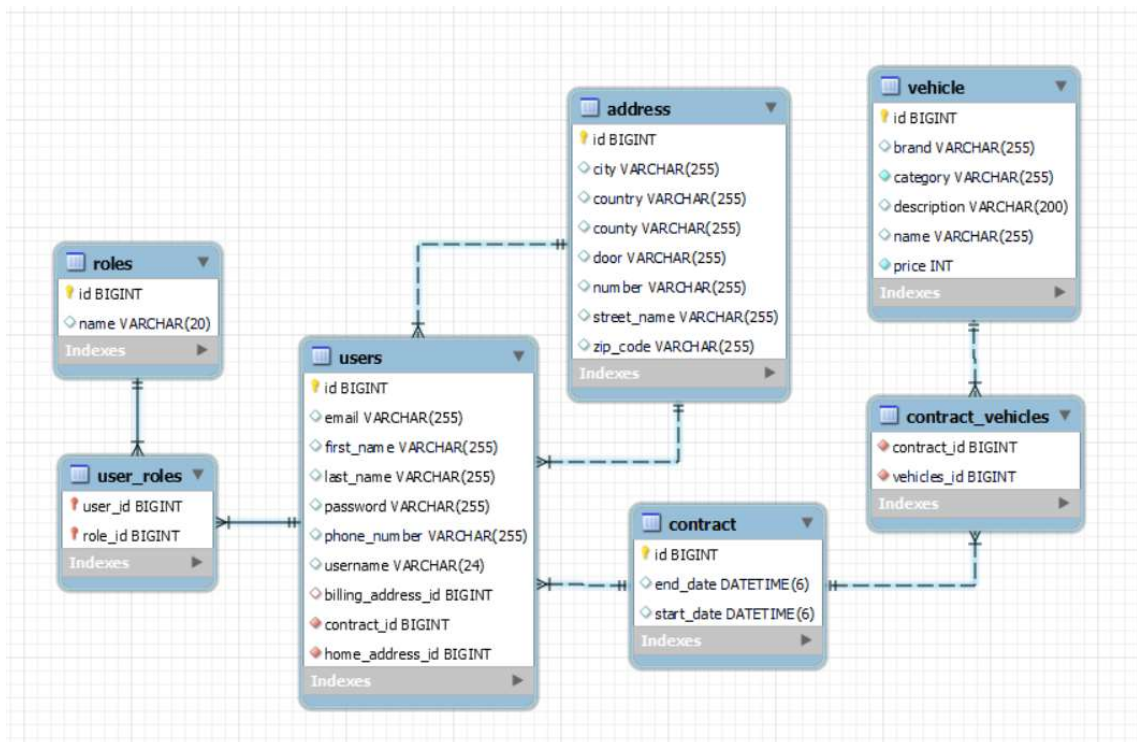 roles
id BIGINT
name VARCHAR(20)
Indexes
user_roles
user_id BIGINT
role_id BIGINT
Indexes
users
id BIGINT
email VARCHAR(255)
first_name VARCHAR(255)
last_name VARCHAR(255)
password VARCHAR(255)
phone_number VARCHAR(255)
username VARCHAR(24)
billing_address_id BIGINT
contract_id BIGINT
home_address_id BIGINT
Indexes
address
id BIGINT
city VARCHAR(255)
country VARCHAR(255)
county VARCHAR(255)
door VARCHAR(255)
number VARCHAR(255)
street_name VARCHAR(255)
zip_code VARCHAR(255)
Indexes
contract
id BIGINT
end_date DATETIME(6)
start_date DATETIME(6)
Indexes
vehicle
id BIGINT
brand VARCHAR(255)
category VARCHAR(255)
description VARCHAR(200)
name VARCHAR(255)
price INT
Indexes
contract_vehicles
contract_id BIGINT
vehicles_id BIGINT
Indexes